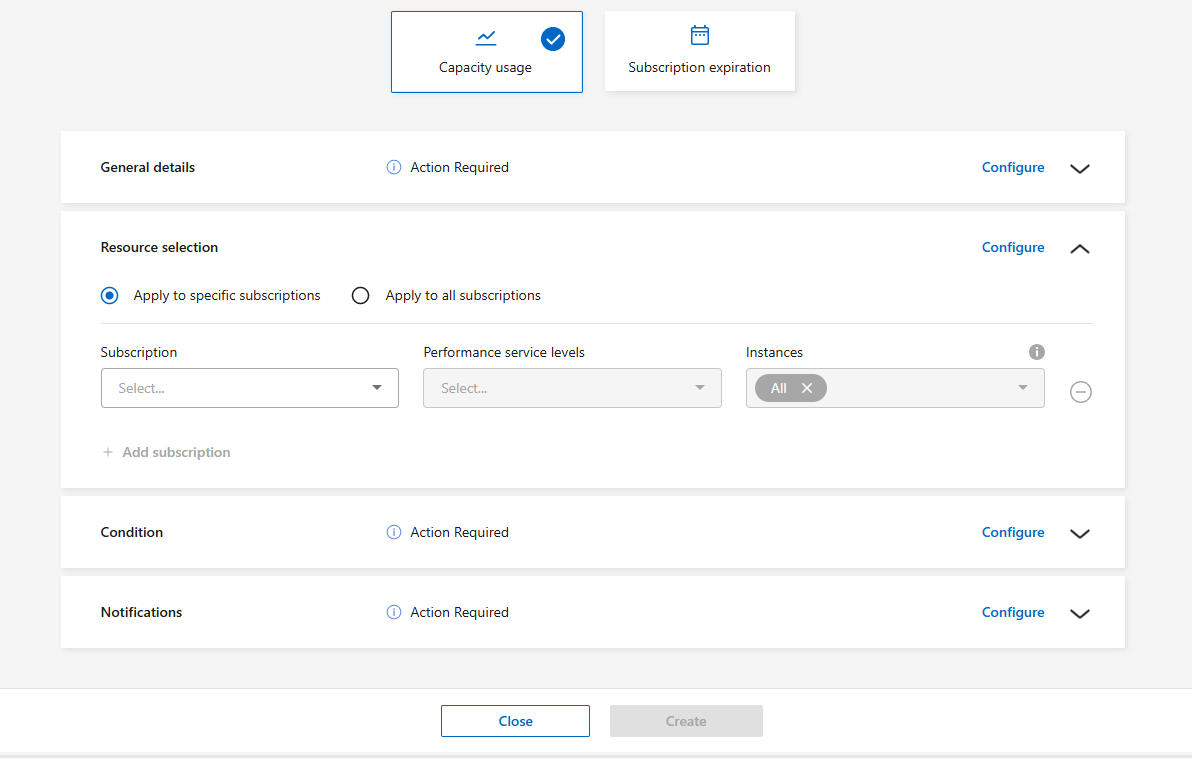 Capacity usage
Subscription expiration
General details
Action Required
Configure
Resource selection
Configure
Apply to specific subscriptions
Apply to all subscriptions
Subscription
Performance service levels
Instances
Select...
Select...
All
+ Add subscription
Condition
Action Required
Configure
Notifications
Action Required
Configure
Close
Create